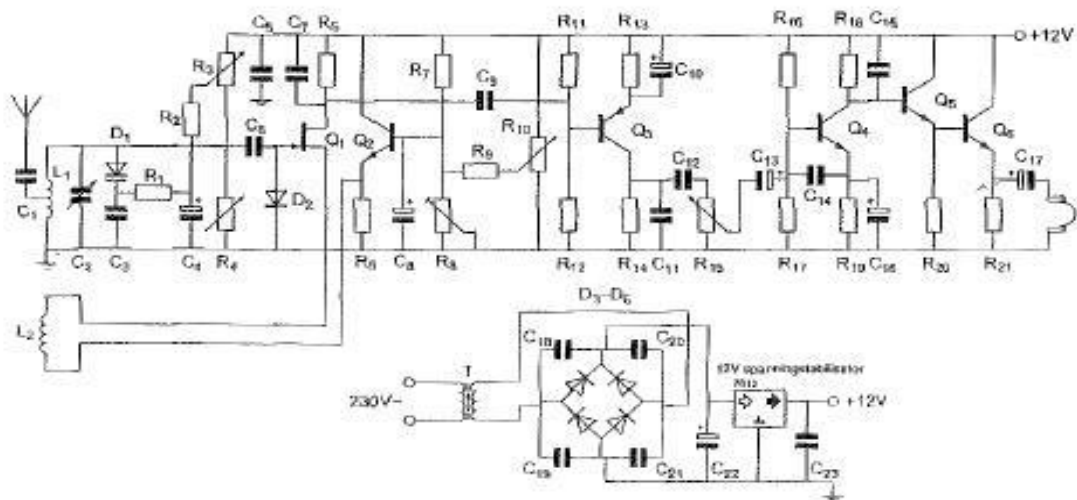 C5 C7 R5 R11 R13 R16 R18 C15
+12V
R3 R7 C9 C10
R2 D1 C5 Q1 Q2 R10 Q3 Q4 Q5 Q6
L1 R1 R9 C12 C13 C17
C1 D2 C14
C2 C3 C4 R4 R6 C8 R8 R12 R14 C11 R15 R17 R19 C16 R20 R21
L2
D3-D6
C18 C20
T 12V spanningstabilisator
230V~ +12V
C19 C21 C22 C23